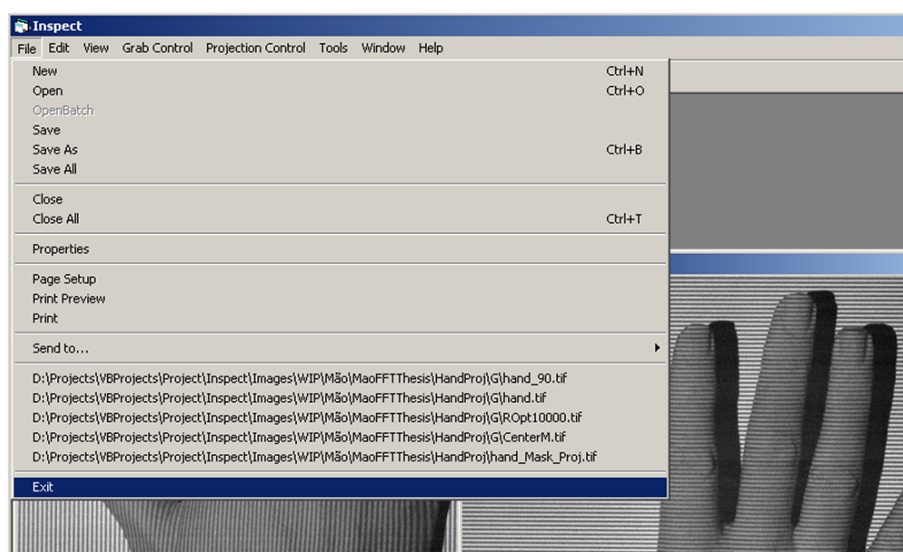 Inspect
File Edit View Grab Control Projection Control Tools Window Help
New Ctrl+N
Open Ctrl+O
OpenBatch
Save
Save As Ctrl+B
Save All
Close
Close All Ctrl+T
Properties
Page Setup
Print Preview
Print
Send to...
D:\Projects\VBProjects\Project\Inspect\Images\WIP\Mão\MaoFFTThesis\HandProj\G\hand_90.tif
D:\Projects\VBProjects\Project\Inspect\Images\WIP\Mão\MaoFFTThesis\HandProj\G\hand.tif
D:\Projects\VBProjects\Project\Inspect\Images\WIP\Mão\MaoFFTThesis\HandProj\G\ROpt10000.tif
D:\Projects\VBProjects\Project\Inspect\Images\WIP\Mão\MaoFFTThesis\HandProj\G\CenterM.tif
D:\Projects\VBProjects\Project\Inspect\Images\WIP\Mão\MaoFFTThesis\HandProj\hand_Mask_Proj.tif
Exit